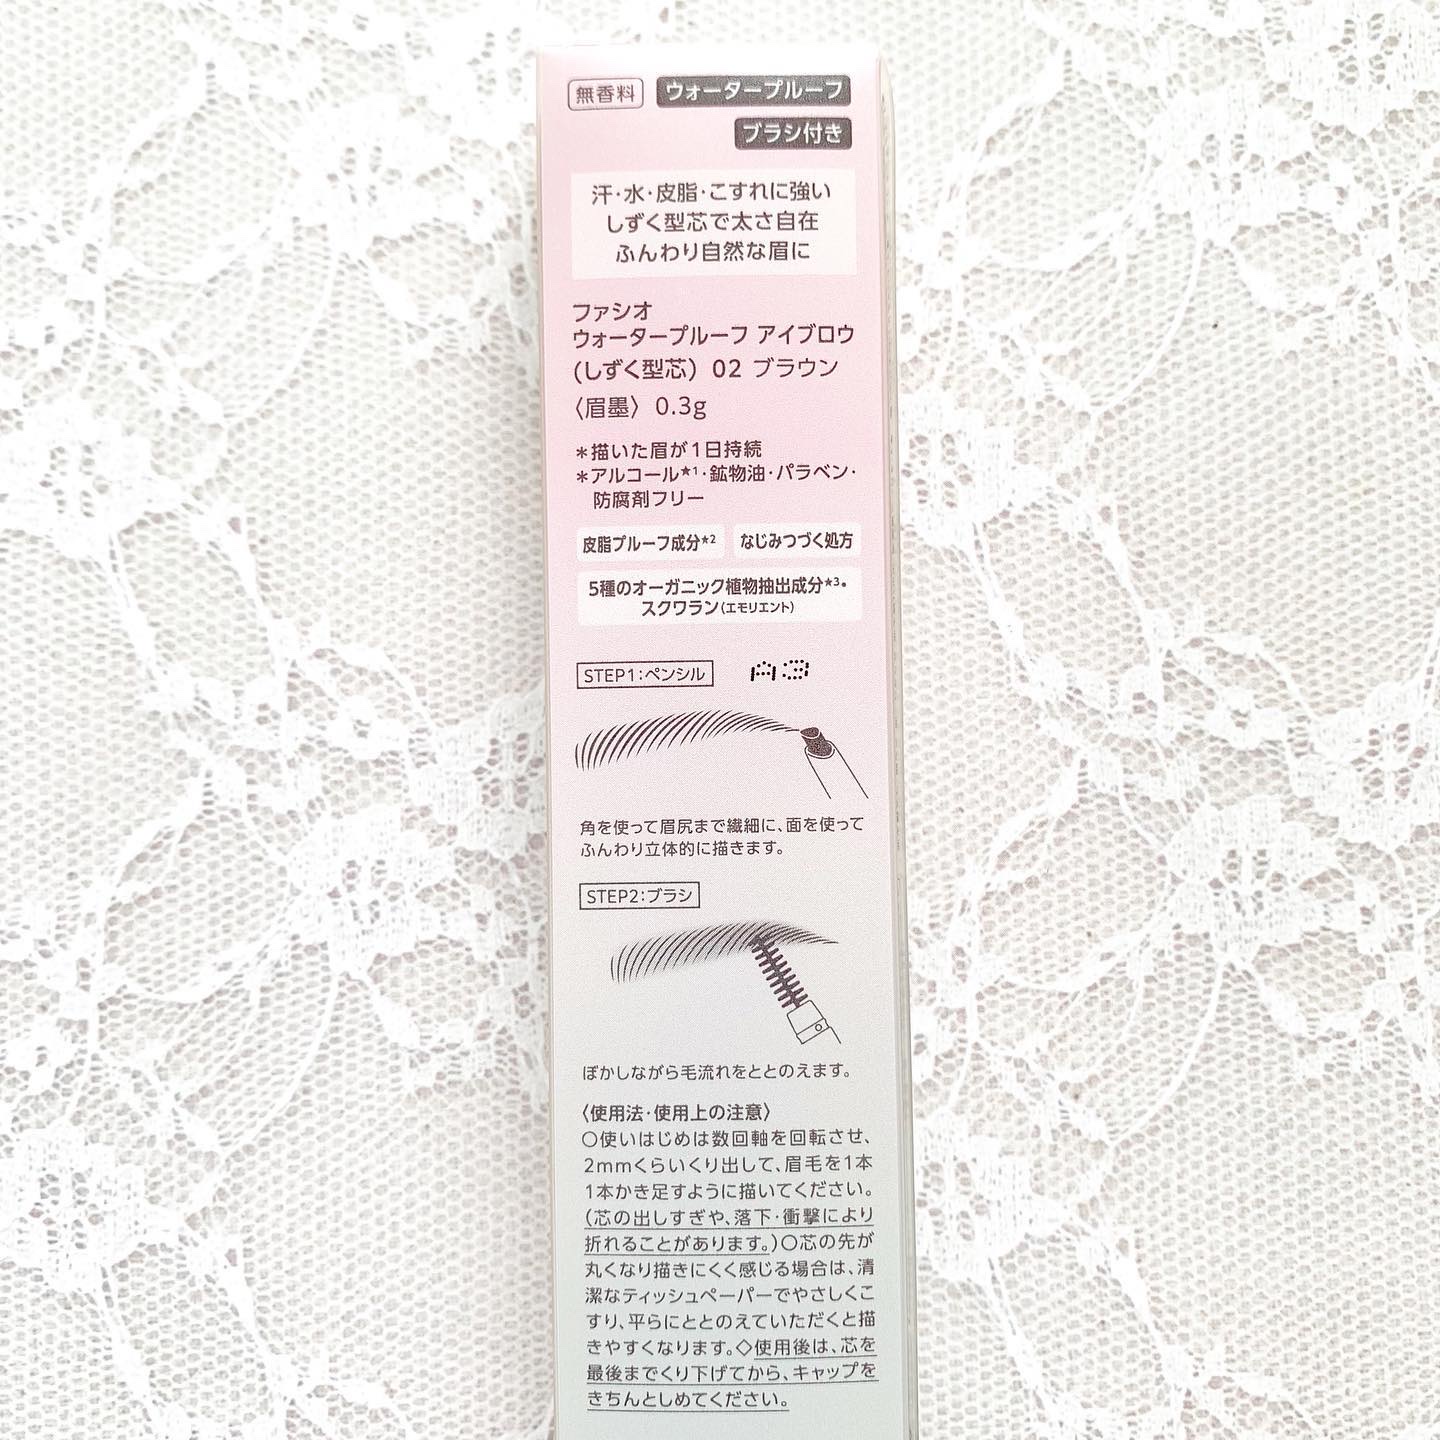 無香料 ウォータープルーフ
ブラシ付き
汗・水・皮脂・こすれに強い
しずく型芯で太さ自在
ふんわり自然な眉に
ファシオ
ウォータープルーフ アイブロウ
(しずく型芯) 02 ブラウン
〈眉墨〉 0.3g
*描いた眉が1日持続
*アルコール★1・鉱物油・パラベン・
防腐剤フリー
皮脂プルーフ成分★2 なじみつづく処方
5種のオーガニック植物抽出成分★3・
スクワラン(エモリエント)
STEP1:ペンシル A3
角を使って眉尻まで繊細に、面を使って
ふんわり立体的に描きます。
STEP2:ブラシ
ぼかしながら毛流れをととのえます。
〈使用法・使用上の注意〉
○使いはじめは数回軸を回転させ、
2mmくらいくり出して、眉毛を1本
1本かき足すように描いてください。
(芯の出しすぎや、落下・衝撃により
折れることがあります。)○芯の先が
丸くなり描きにくく感じる場合は、清
潔なティッシュペーパーでやさしくこ
すり、平らにととのえていただくと描
きやすくなります。◇使用後は、芯を
最後までくり下げてから、キャップを
きちんとしめてください。